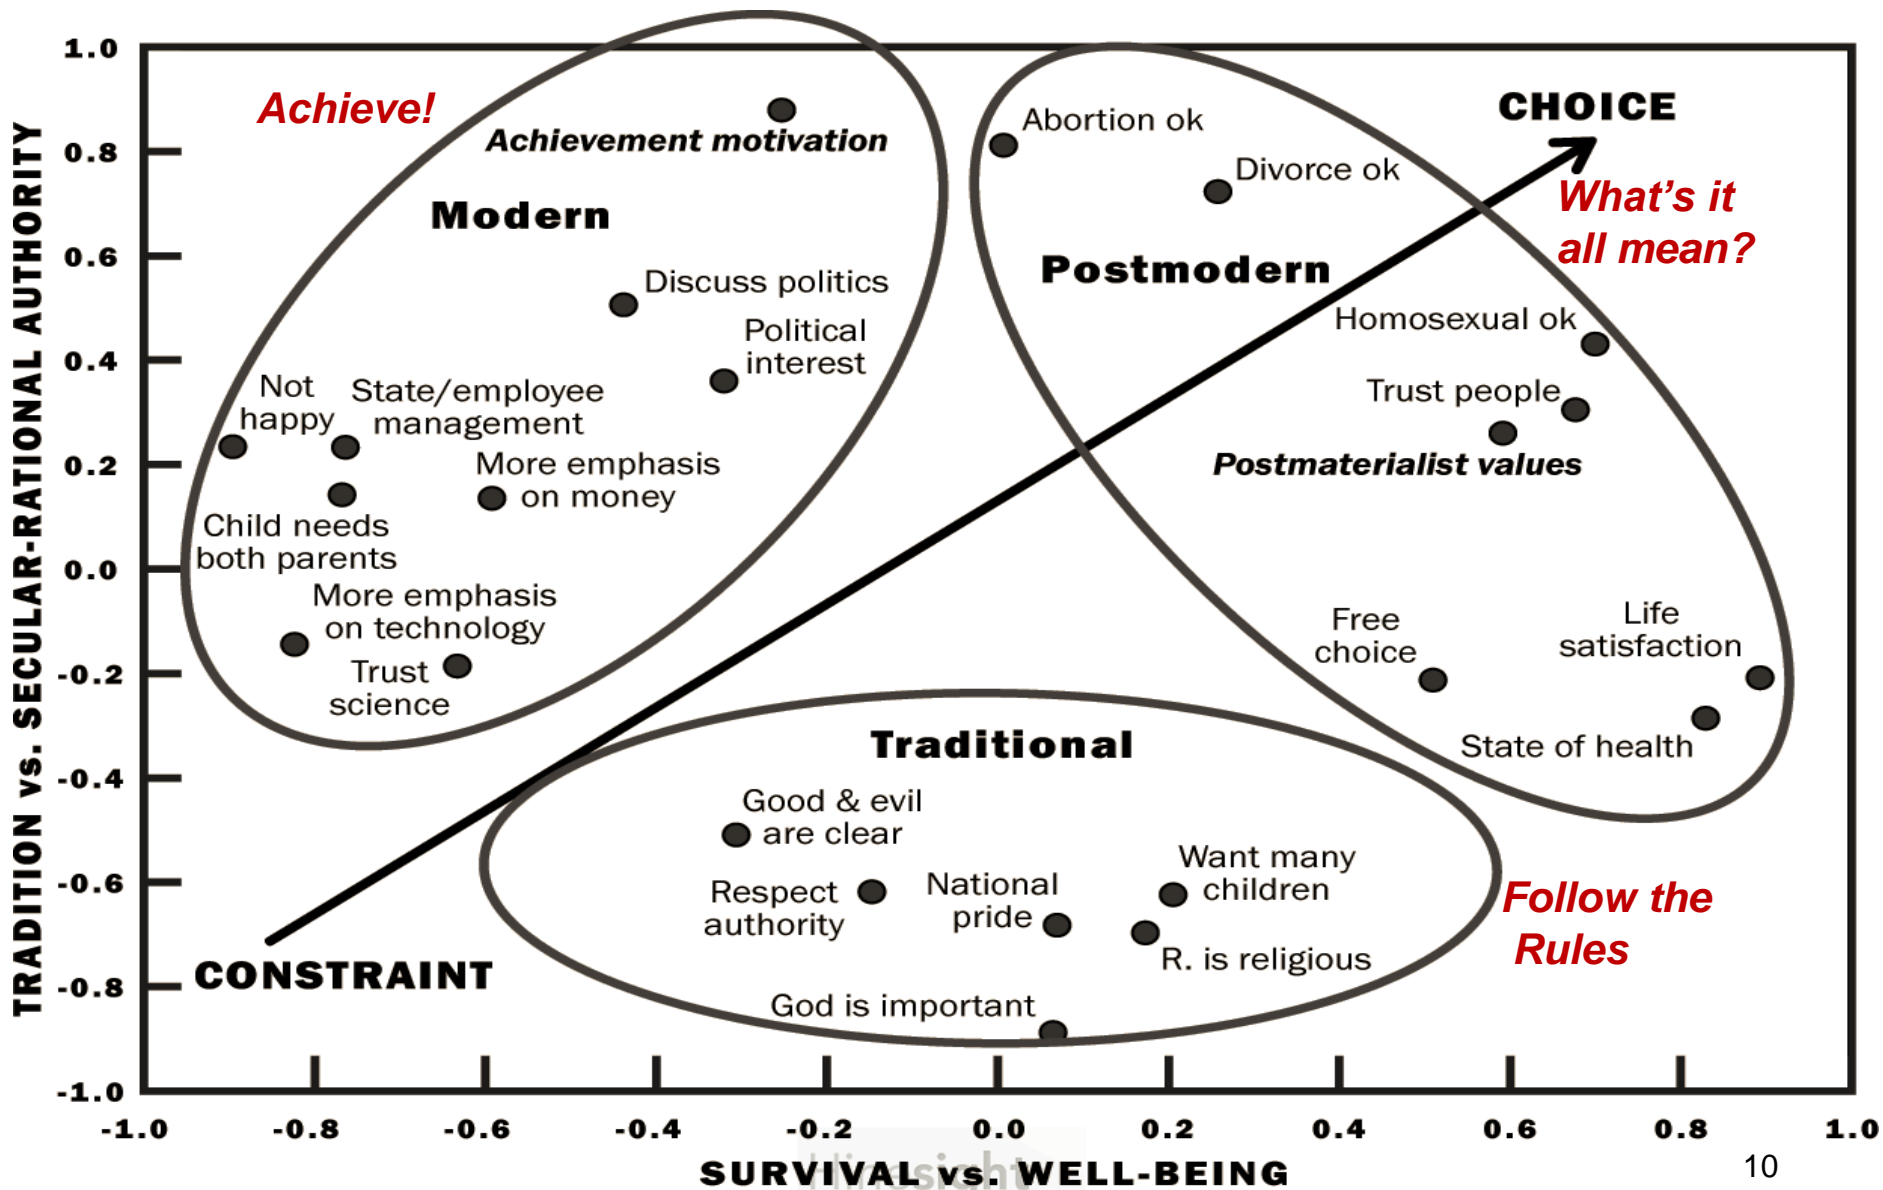 1.0
0.8
0.6
0.4
0.2
0.0
-0.2
-0.4
-0.6
-0.8
-1.0
TRADITION vs. SECULAR-RATIONAL AUTHORITY
Achieve!
Achievement motivation
Modern
Discuss politics
Political
interest
Not
happy
State/employee
management
More emphasis
on money
Child needs
both parents
More emphasis
on technology
Trust
science
Abortion ok
Divorce ok
CHOICE
What's it
all mean?
Postmodern
Homosexual ok
Trust people
Postmaterialist values
Free
choice
Life
satisfaction
State of health
Traditional
Good & evil
are clear
Respect
authority
National
pride
Want many
children
R. is religious
God is important
Follow the
Rules
CONSTRAINT
-1.0 -0.8 -0.6 -0.4 -0.2 0.0 0.2 0.4 0.6 0.8 1.0
SURVIVAL vs. WELL-BEING
10